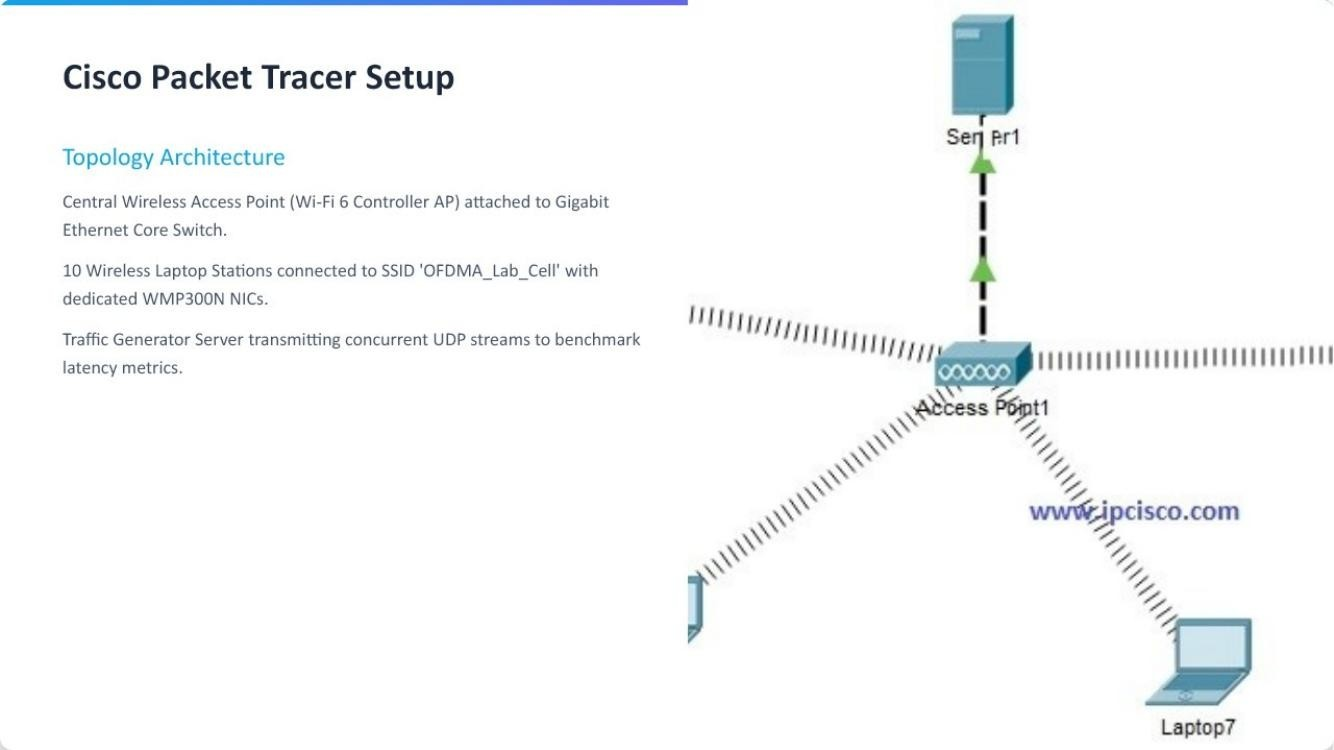 Cisco Packet Tracer Setup
Topology Architecture
Central Wireless Access Point (Wi-Fi 6 Controller AP) attached to Gigabit
Ethernet Core Switch.
10 Wireless Laptop Stations connected to SSID 'OFDMA_Lab_Cell' with
dedicated WMP300N NICs.
Traffic Generator Server transmitting concurrent UDP streams to benchmark
latency metrics.
Server1
Access Point1
www.ipcisco.com
Laptop7